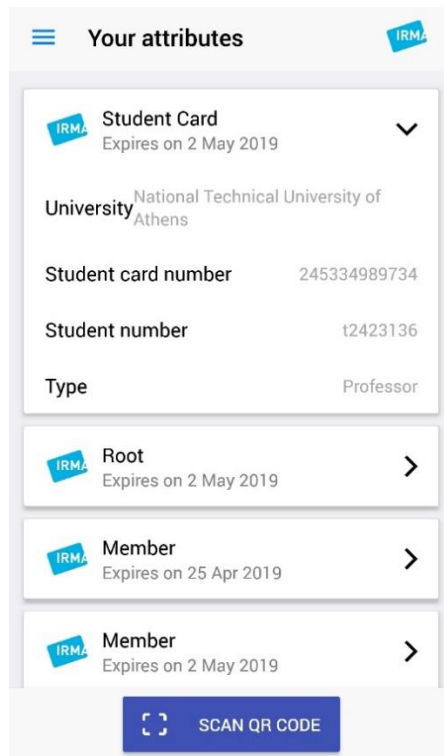 Your attributes
IRMA
IRMA
Student Card
Expires on 2 May 2019
University
National Technical University of
Athens
Student card number 245334989734
Student number t2423136
Type Professor
IRMA
Root
Expires on 2 May 2019
IRMA
Member
Expires on 25 Apr 2019
IRMA
Member
Expires on 2 May 2019
SCAN QR CODE